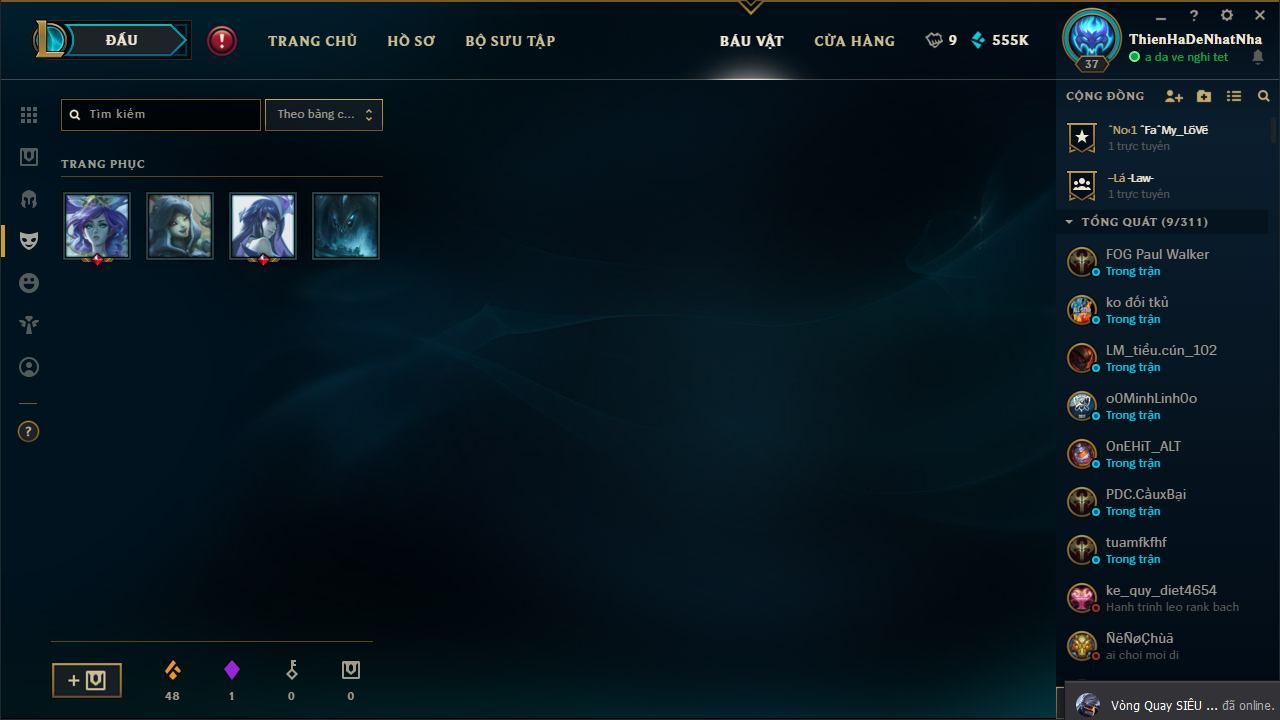 ĐẤU
TRANG CHỦ
HỒ SƠ
BỘ SƯU TẬP
BÁU VẬT
CỬA HÀNG
9
555K
37
?
ThienHaDeNhatNha
a da ve nghi tet
Tìm kiếm
Theo bảng c...
CỘNG ĐỒNG
1 trực tuyến
-Law-
1 trực tuyến
TỔNG QUÁT (9/311)
TRANG PHỤC
FOG Paul Walker
Trong trận
ko đối tkủ
Trong trận
LM_tiểu.cún_102
Trong trận
o0MinhLinh0o
Trong trận
OnEHiT_ALT
Trong trận
PDC.CầuxBại
Trong trận
tuamfkfhf
Trong trận
ke_quy_diet4654
Hanh trinh leo rank bach
ÑëÑøÇhùã
ai choi moi di
?
48
1
0
0
Vòng Quay SIÊU ... đã online.